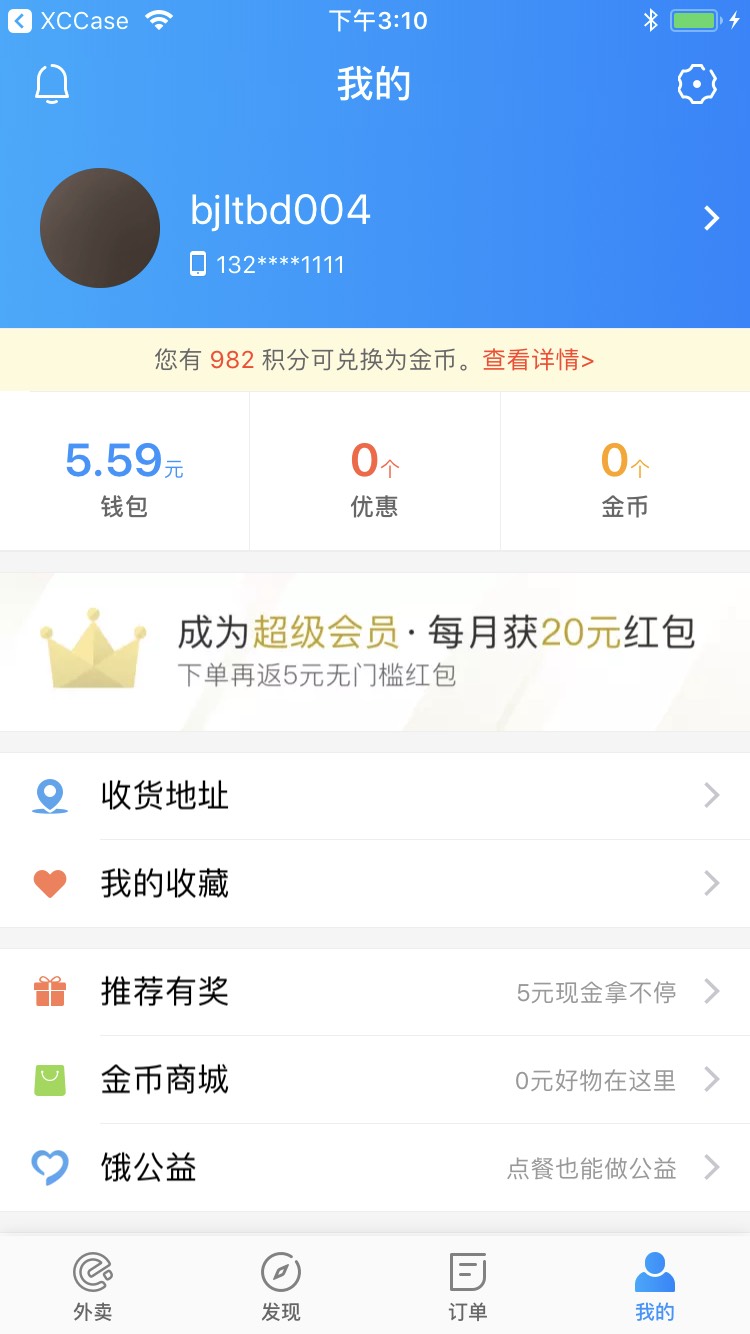 XCCase 下午3:10
我的
bjltbd004
132****1111
您有 982 积分可兑换为金币。查看详情>
5.59元 0个 0个
钱包 优惠 金币
成为超级会员·每月获20元红包
下单再返5元无门槛红包
收货地址
我的收藏
推荐有奖 5元现金拿不停
金币商城 0元好物在这里
饿公益 点餐也能做公益
外卖 发现 订单 我的